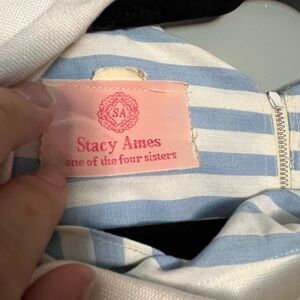 SA
Stacy Ames
one of the four sisters